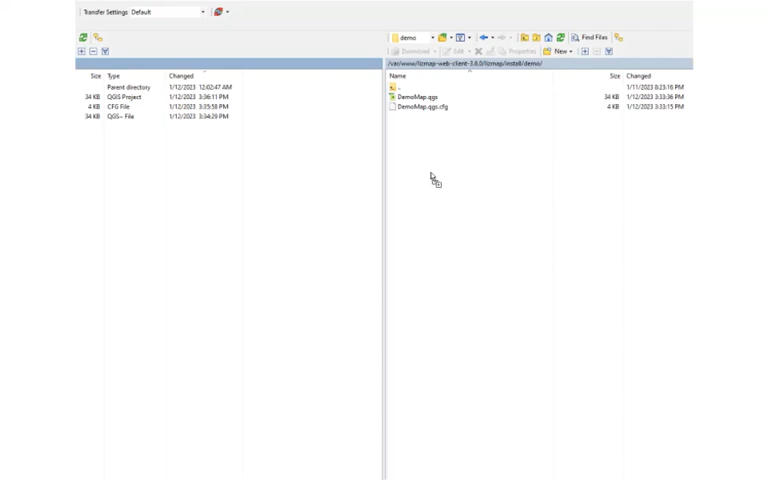 Transfer Settings Default
demo Find Files
Download Edit Properties New
/var/www/lizmap-web-client-3.6.0/lizmap/install/demo/
Size Type Changed Name Size Changed
Parent directory 1/12/2023 12:02:47 AM .. 1/11/2023 8:23:16 PM
34 KB QGIS Project 1/12/2023 3:36:11 PM DemoMap.qgs 34 KB 1/12/2023 3:33:36 PM
4 KB CFG File 1/12/2023 3:35:58 PM DemoMap.qgs.cfg 4 KB 1/12/2023 3:33:15 PM
34 KB QGS~ File 1/12/2023 3:34:29 PM